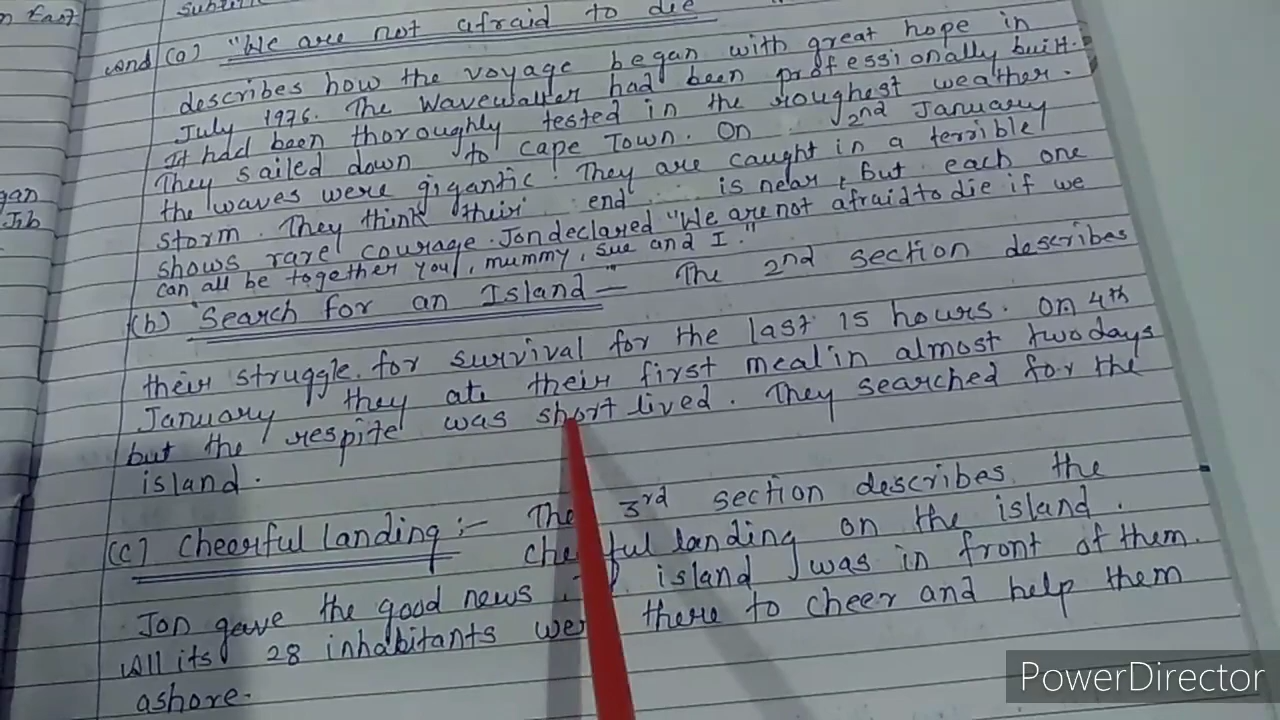 n East
gan
Jub
subtit
and (a) "We are not afraid to die
describes how the voyage began with great hope in
July 1976. The Wavewalker had been professionally built.
It had been thoroughly tested in the roughest weather.
They sailed down to Cape Town. On 2nd January
the waves were gigantic! They are caught in a terrible
storm. They think their end is near, But each one
shows rare courage. Jon declared "We are not afraid to die if we
can all be together you, mummy, sue and I."
(b) "Search for an Island" - The 2nd section describes
their struggle for survival for the last 15 hours. On 4th
January they ate their first meal in almost two days
but the respite was short lived. They searched for the
island.
(c) Cheerful Landing :- The 3rd section describes the
cheerful landing on the island.
Jon gave the good news. island was in front of them.
All its 28 inhabitants were there to cheer and help them
ashore.
PowerDirector